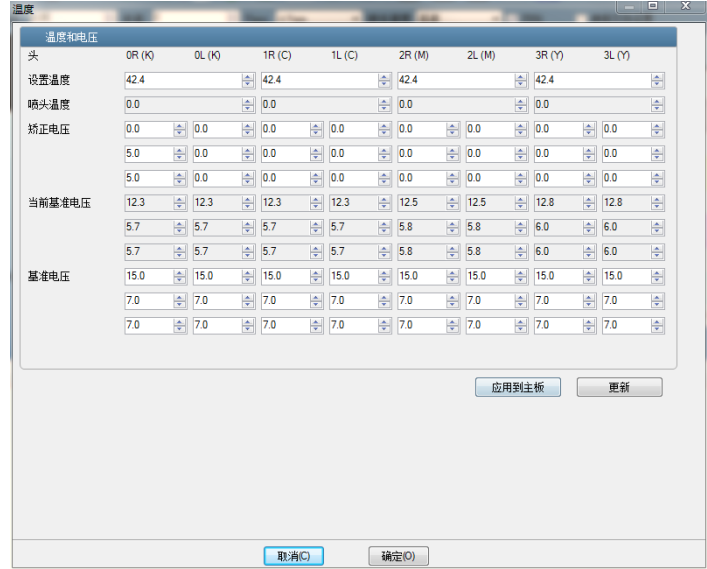 温度
温度和电压
头 0R (K) 0L (K) 1R (C) 1L (C) 2R (M) 2L (M) 3R (Y) 3L (Y)
设置温度 42.4 42.4 42.4 42.4
喷头温度 0.0 0.0 0.0 0.0
矫正电压 0.0 0.0 0.0 0.0 0.0 0.0 0.0 0.0
5.0 0.0 0.0 0.0 0.0 0.0 0.0 0.0
5.0 0.0 0.0 0.0 0.0 0.0 0.0 0.0
当前基准电压 12.3 12.3 12.3 12.3 12.5 12.5 12.8 12.8
5.7 5.7 5.7 5.7 5.8 5.8 6.0 6.0
5.7 5.7 5.7 5.7 5.8 5.8 6.0 6.0
基准电压 15.0 15.0 15.0 15.0 15.0 15.0 15.0 15.0
7.0 7.0 7.0 7.0 7.0 7.0 7.0 7.0
7.0 7.0 7.0 7.0 7.0 7.0 7.0 7.0
应用到主板 更新
取消(C) 确定(O)